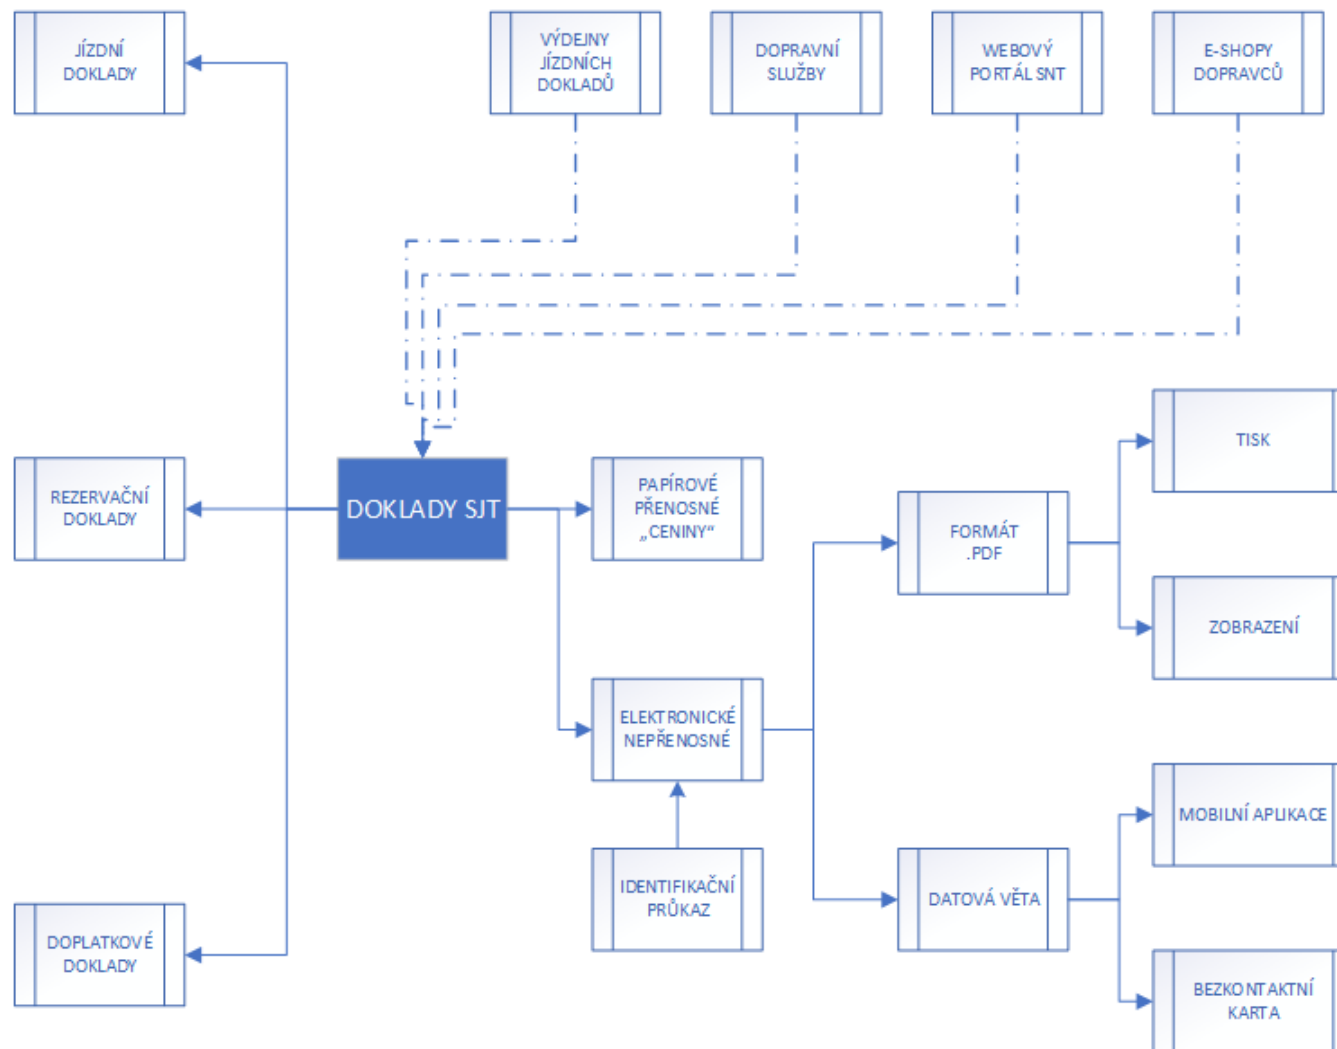 JÍZDNÍ
DOKLADY
VÝDEJNY
JÍZDNÍCH
DOKLADŮ
DOPRAVNÍ
SLUŽBY
WEBOVÝ
PORTÁL SNT
E-SHOPY
DOPRAVCŮ
TISK
REZERVAČNÍ
DOKLADY
DOKLADY SJT
PAPÍROVÉ
PŘENOSNÉ
„CENINY“
FORMÁT
.PDF
ZOBRAZENÍ
ELEKTRONICKÉ
NEPŘENOSNÉ
MOBILNÍ APLIKACE
IDENTIFIKAČNÍ
PRŮKAZ
DATOVÁ VĚTA
DOPLATKOVÉ
DOKLADY
BEZKONTAKTNÍ
KARTA